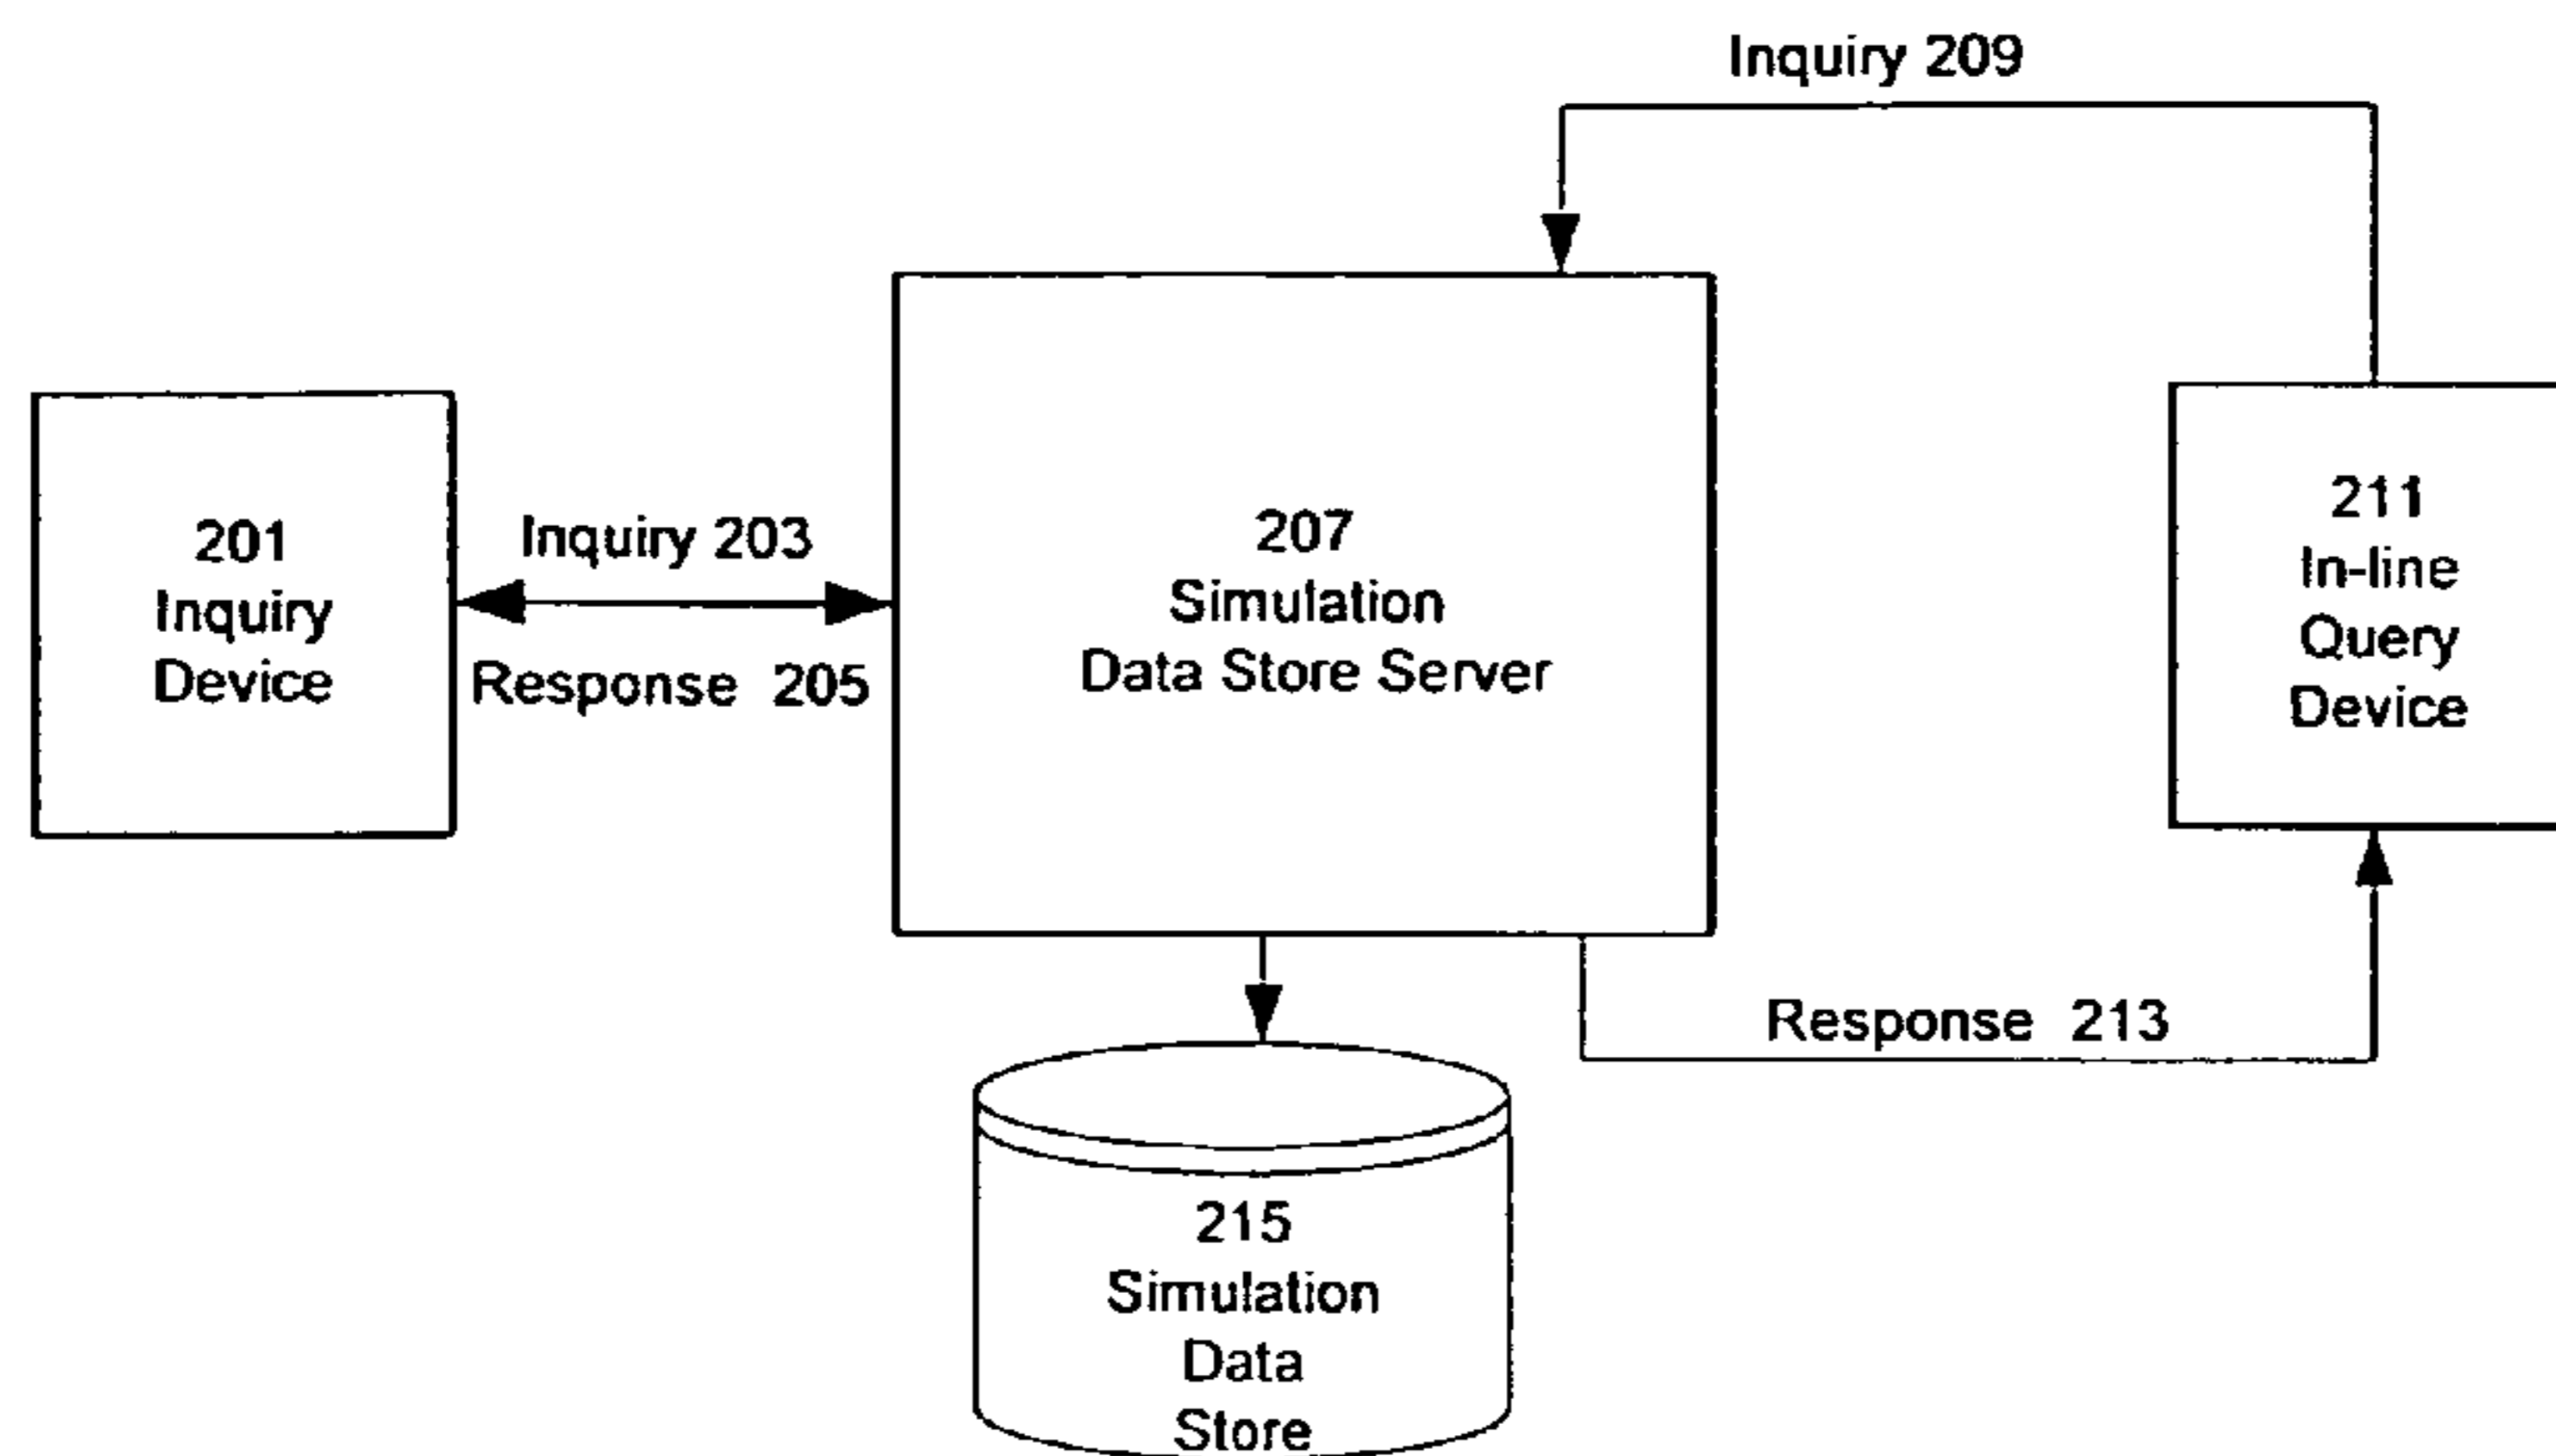 Inquiry 209
201
Inquiry
Device
Inquiry 203
Response 205
207
Simulation
Data Store Server
211
In-line
Query
Device
Response 213
215
Simulation
Data
Store